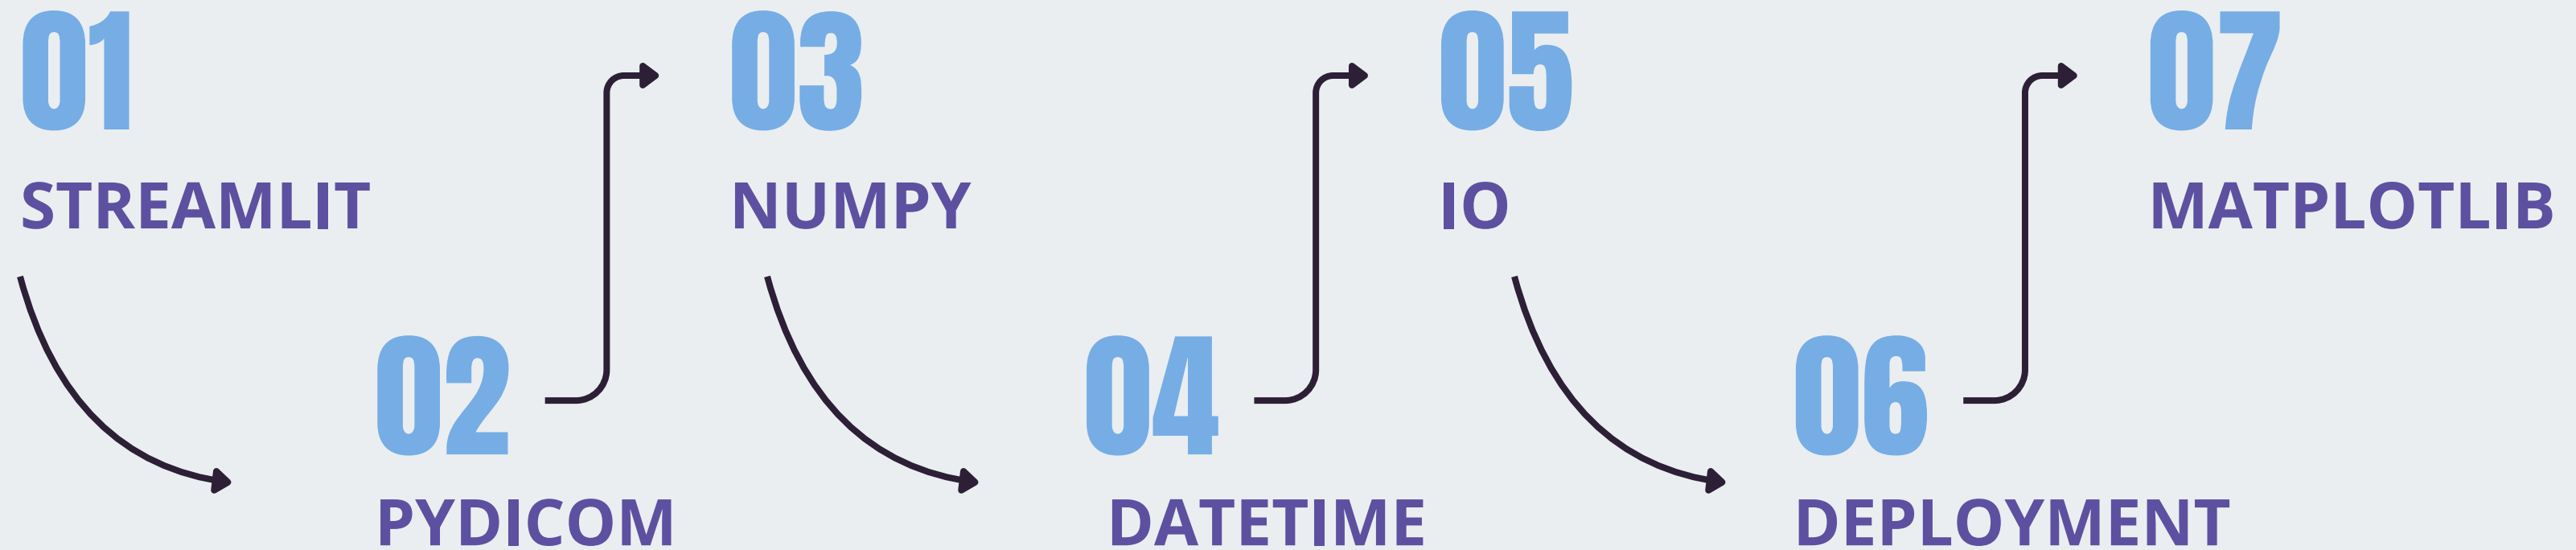 01
STREAMLIT
02
PYDICOM
03
NUMPY
04
DATETIME
05
IO
06
DEPLOYMENT
07
MATPLOTLIB